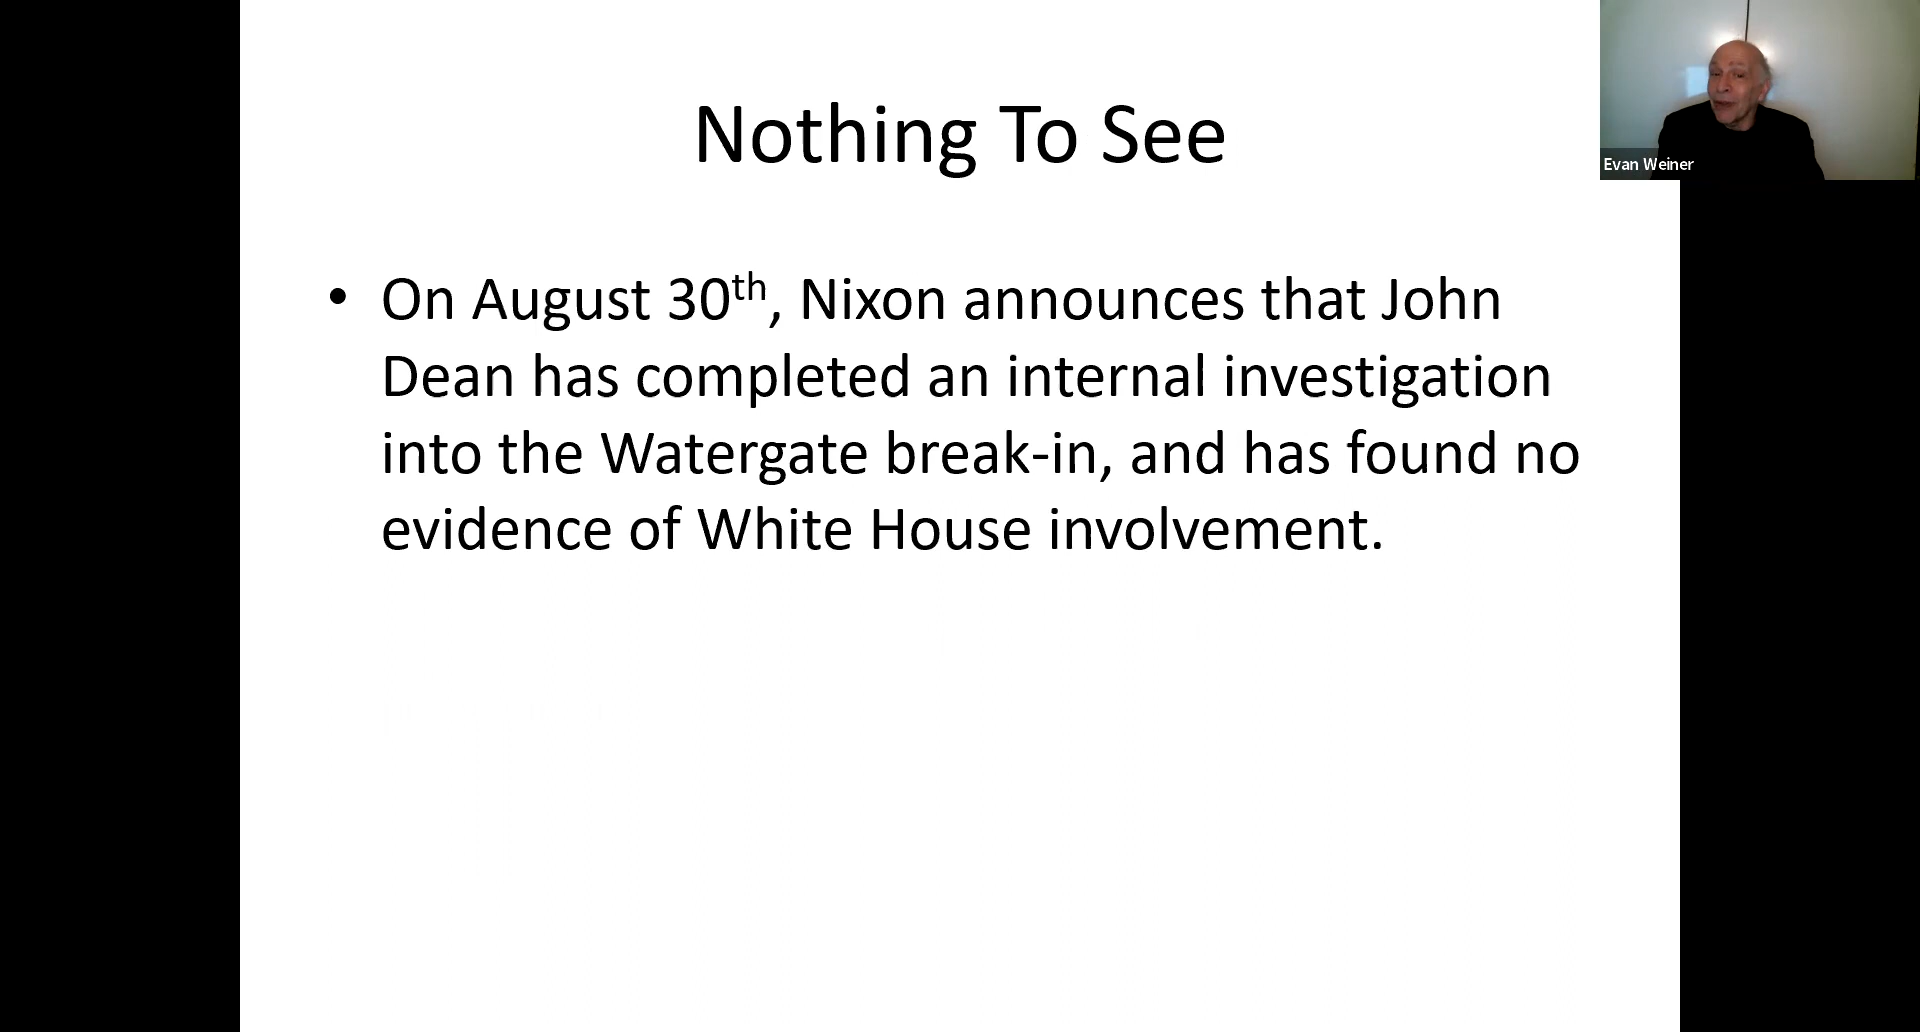 Nothing To See
Evan Weiner
• On August 30th, Nixon announces that John
Dean has completed an internal investigation
into the Watergate break-in, and has found no
evidence of White House involvement.